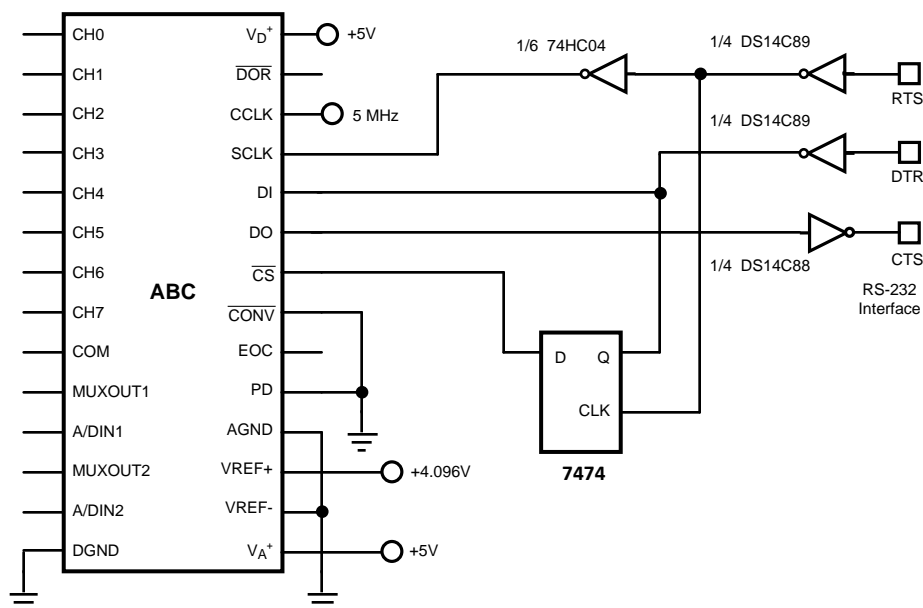 CH0
CH1
CH2
CH3
CH4
CH5
CH6
CH7
COM
MUXOUT1
A/DIN1
MUXOUT2
A/DIN2
DGND
ABC
VD+
DOR
CCLK
SCLK
DI
DO
CS
CONV
EOC
PD
AGND
VREF+
VREF-
VA+
+5V
5 MHz
+4.096V
+5V
1/6 74HC04
1/4 DS14C89
RTS
1/4 DS14C89
DTR
1/4 DS14C88
CTS
RS-232
Interface
D Q
CLK
7474